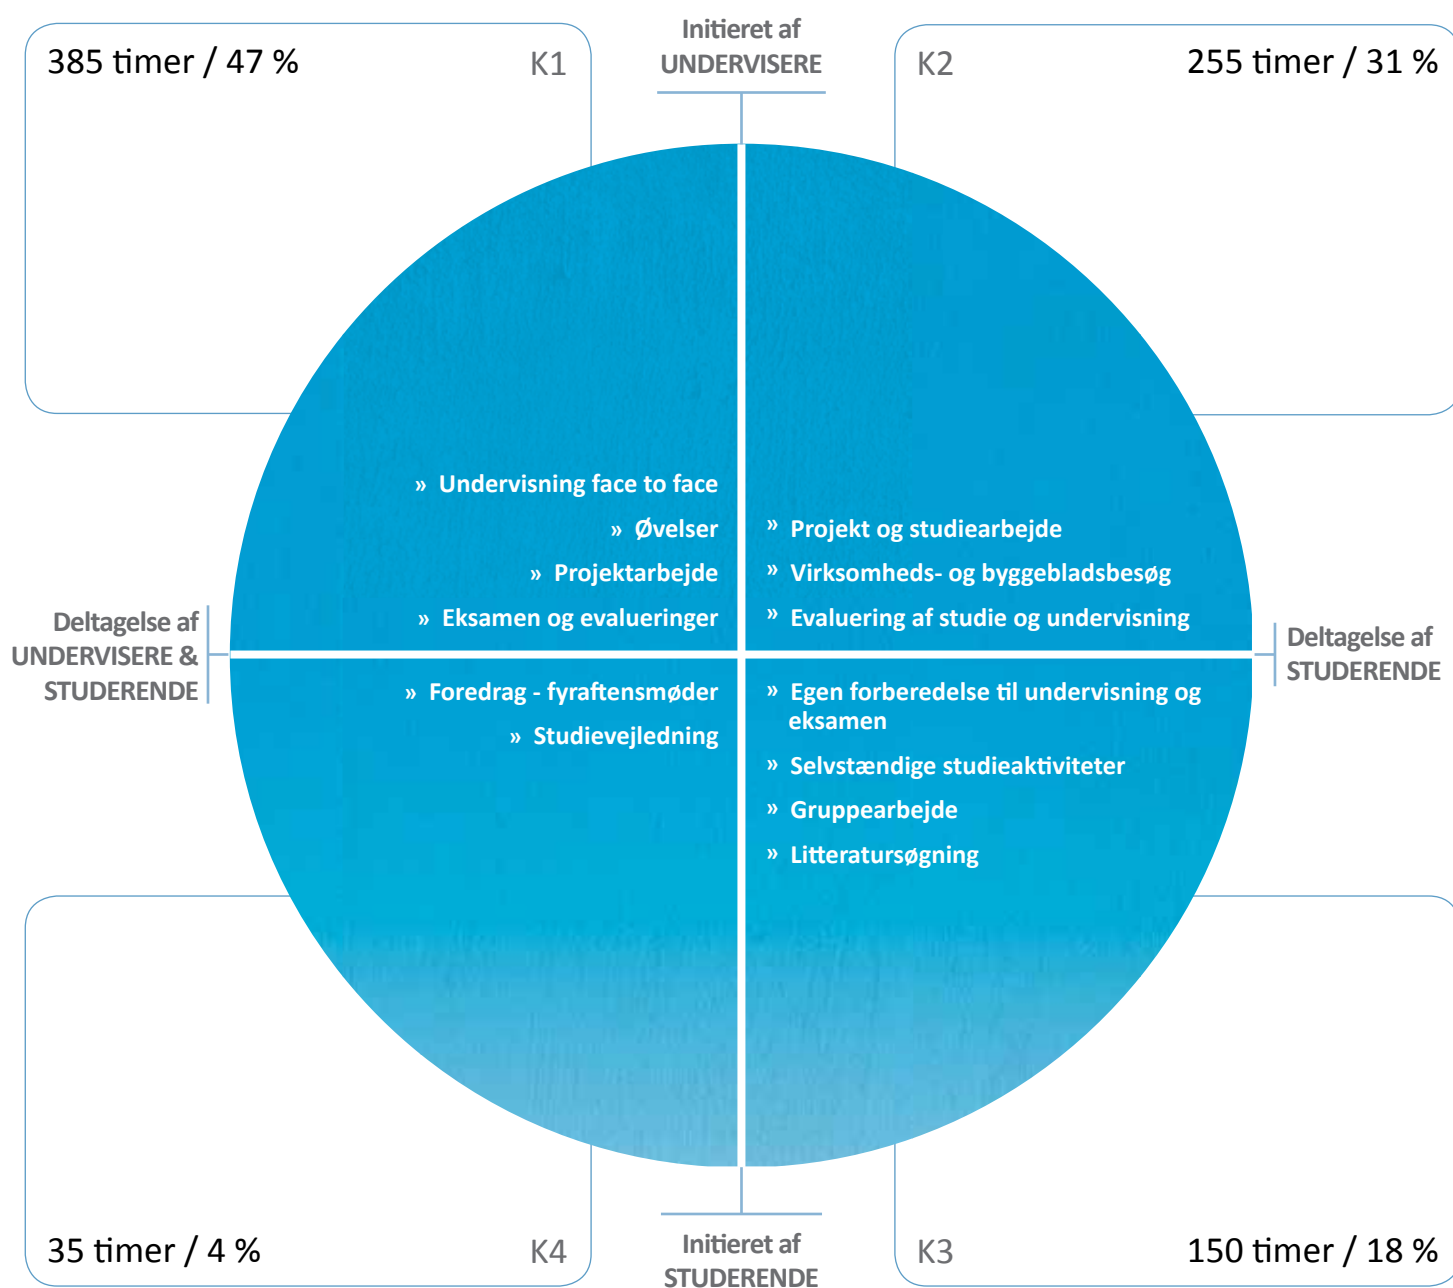 385 timer / 47 %
K1
Initieret af
UNDERVISERE
K2
255 timer / 31 %
» Undervisning face to face
» Øvelser
» Projektarbejde
» Eksamen og evalueringer
» Projekt og studiearbejde
» Virksomheds- og byggebladsbesøg
» Evaluering af studie og undervisning
Deltagelse af
UNDERVISERE &
STUDERENDE
Deltagelse af
STUDERENDE
» Foredrag - fyraftensmøder
» Studievejledning
» Egen forberedelse til undervisning og
eksamen
» Selvstændige studieaktiviteter
» Gruppearbejde
» Litteratursøgning
35 timer / 4 %
K4
Initieret af
STUDERENDE
K3
150 timer / 18 %